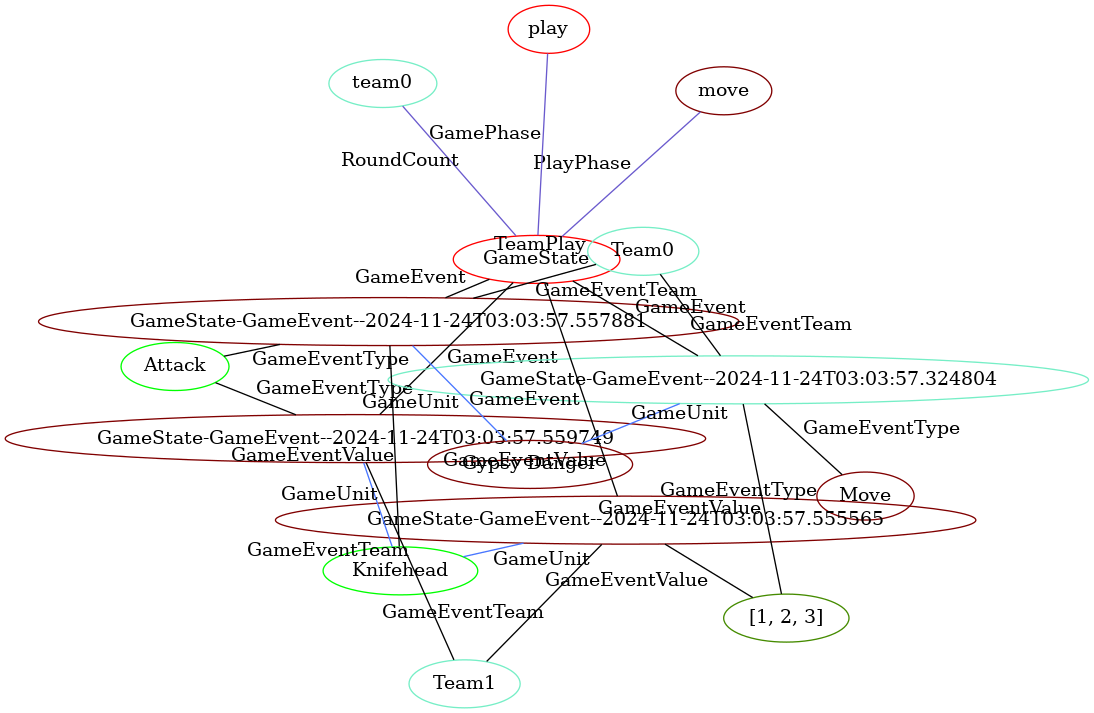 play
team0
move
GamePhase
RoundCount
PlayPhase
TeamPlay
Team0
GameState
GameEvent
GameEventTeam
GameEvent
GameState-GameEvent--2024-11-24T03:03:57.557881
GameEventTeam
GameEventType
GameEvent
Attack
GameState-GameEvent--2024-11-24T03:03:57.324804
GameEventType
GameUnit
GameEvent
GameUnit
GameEventType
GameState-GameEvent--2024-11-24T03:03:57.559749
GameEventValue
GameEventValue
Gypsy Danger
GameUnit
GameEventType
Move
GameEventValue
GameState-GameEvent--2024-11-24T03:03:57.555565
GameEventTeam
GameUnit
Knifehead
GameEventValue
GameEventTeam
[1, 2, 3]
Team1